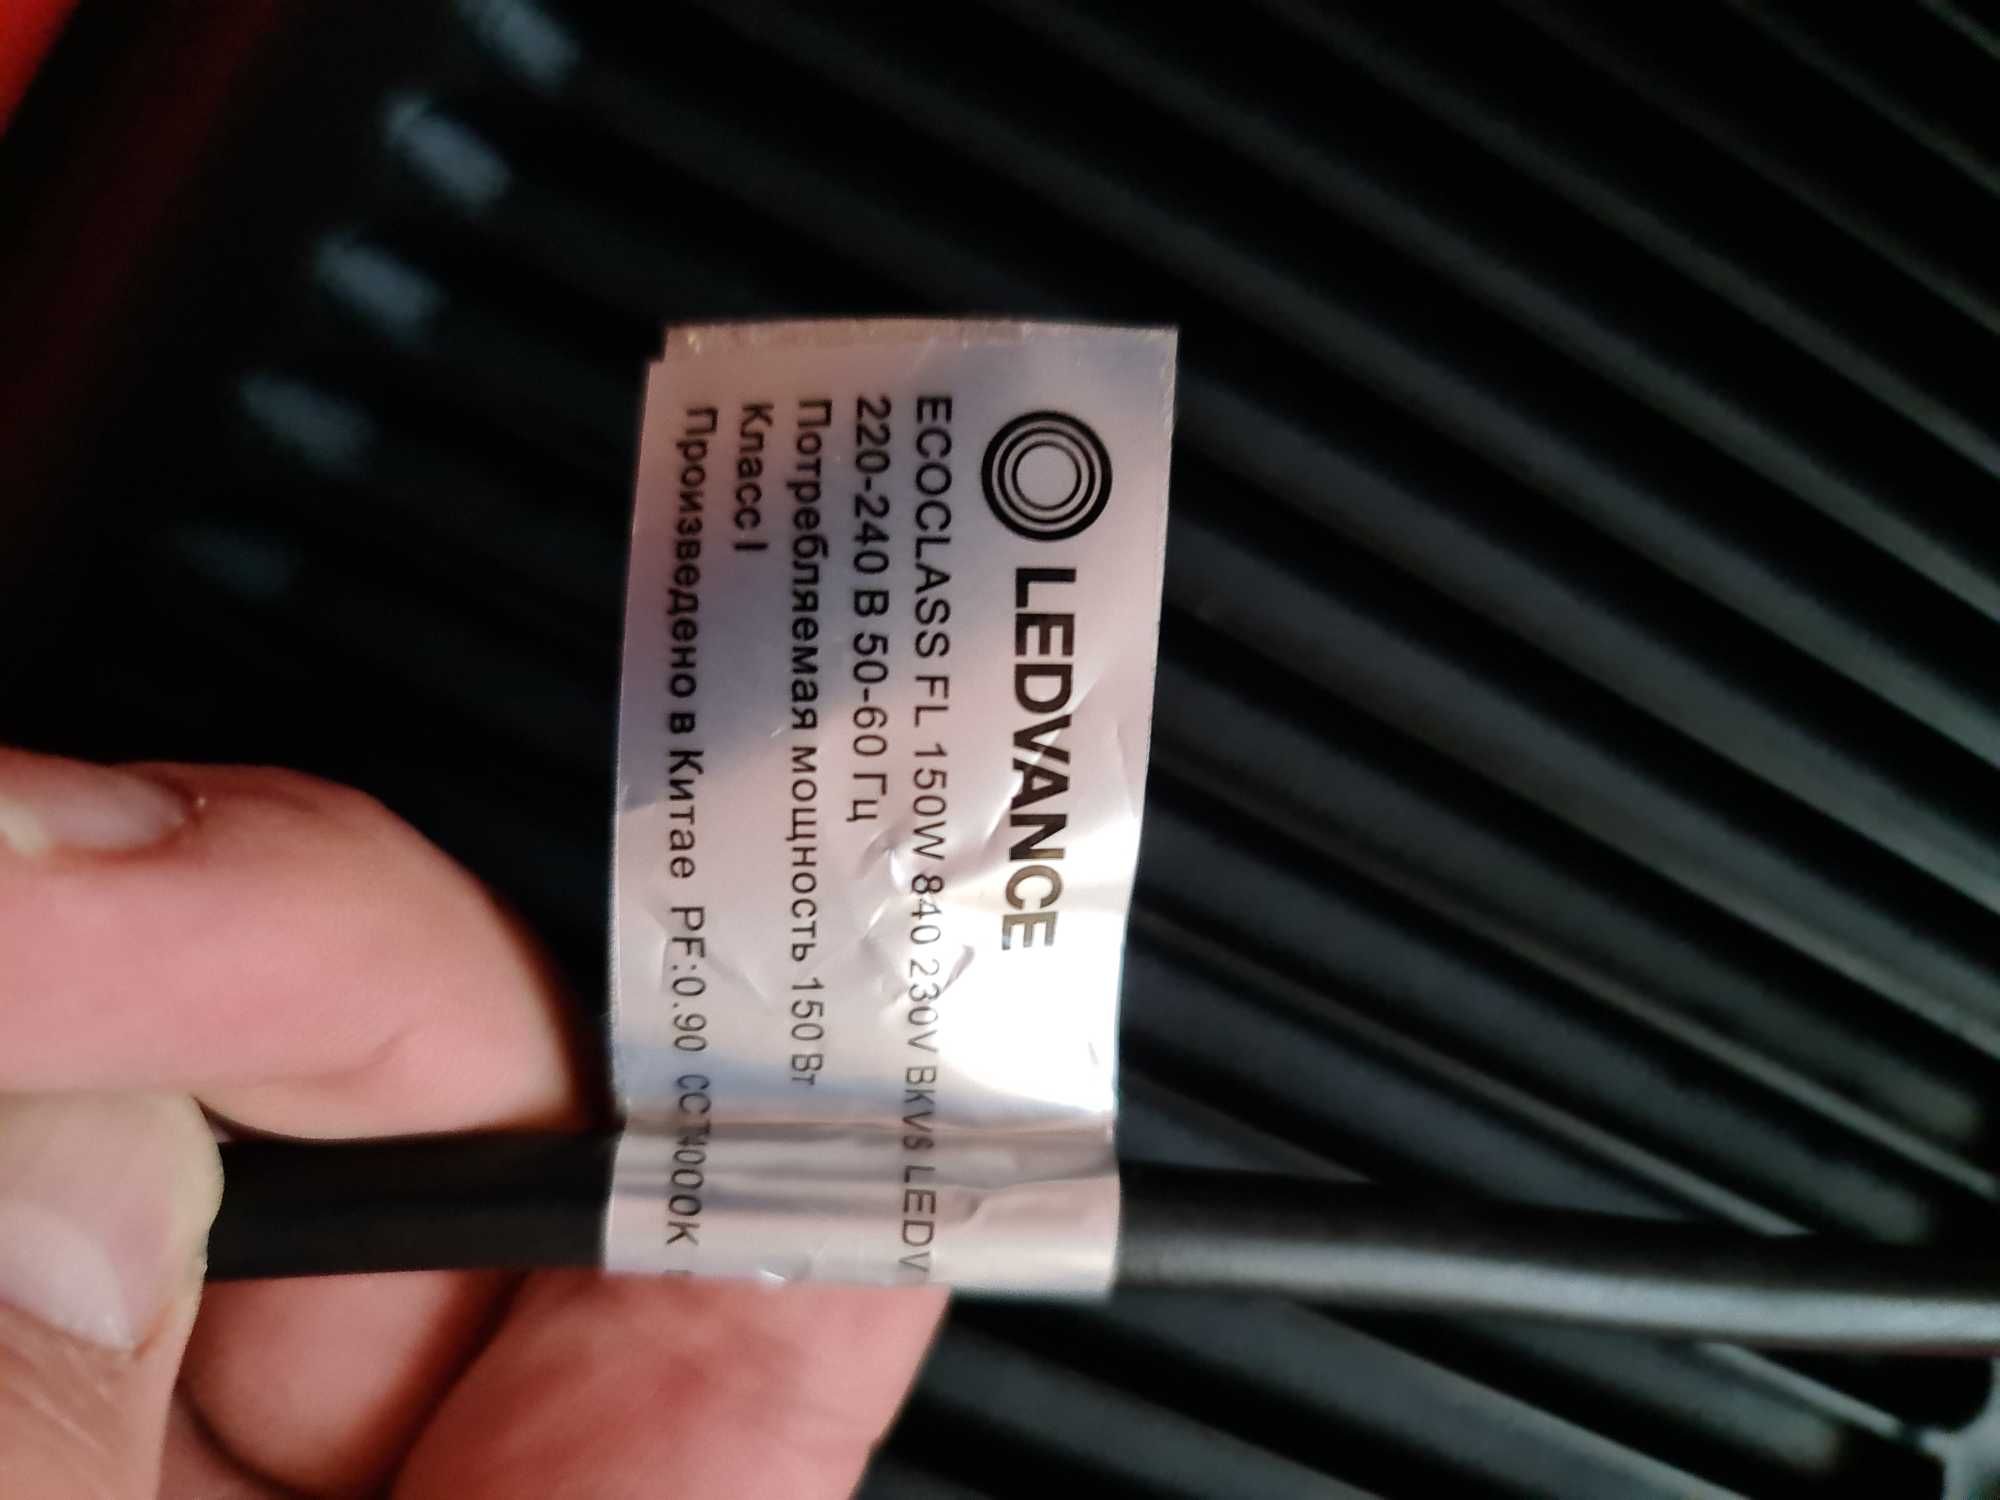 LEDVANCE
ECOCLASS FL 150W 840 230V BKVS LEDV
220-240 В 50-60 Гц
Потребляемая мощность 150 Вт
Класс I
Произведено в Китае PF:0.90 CCT4000K